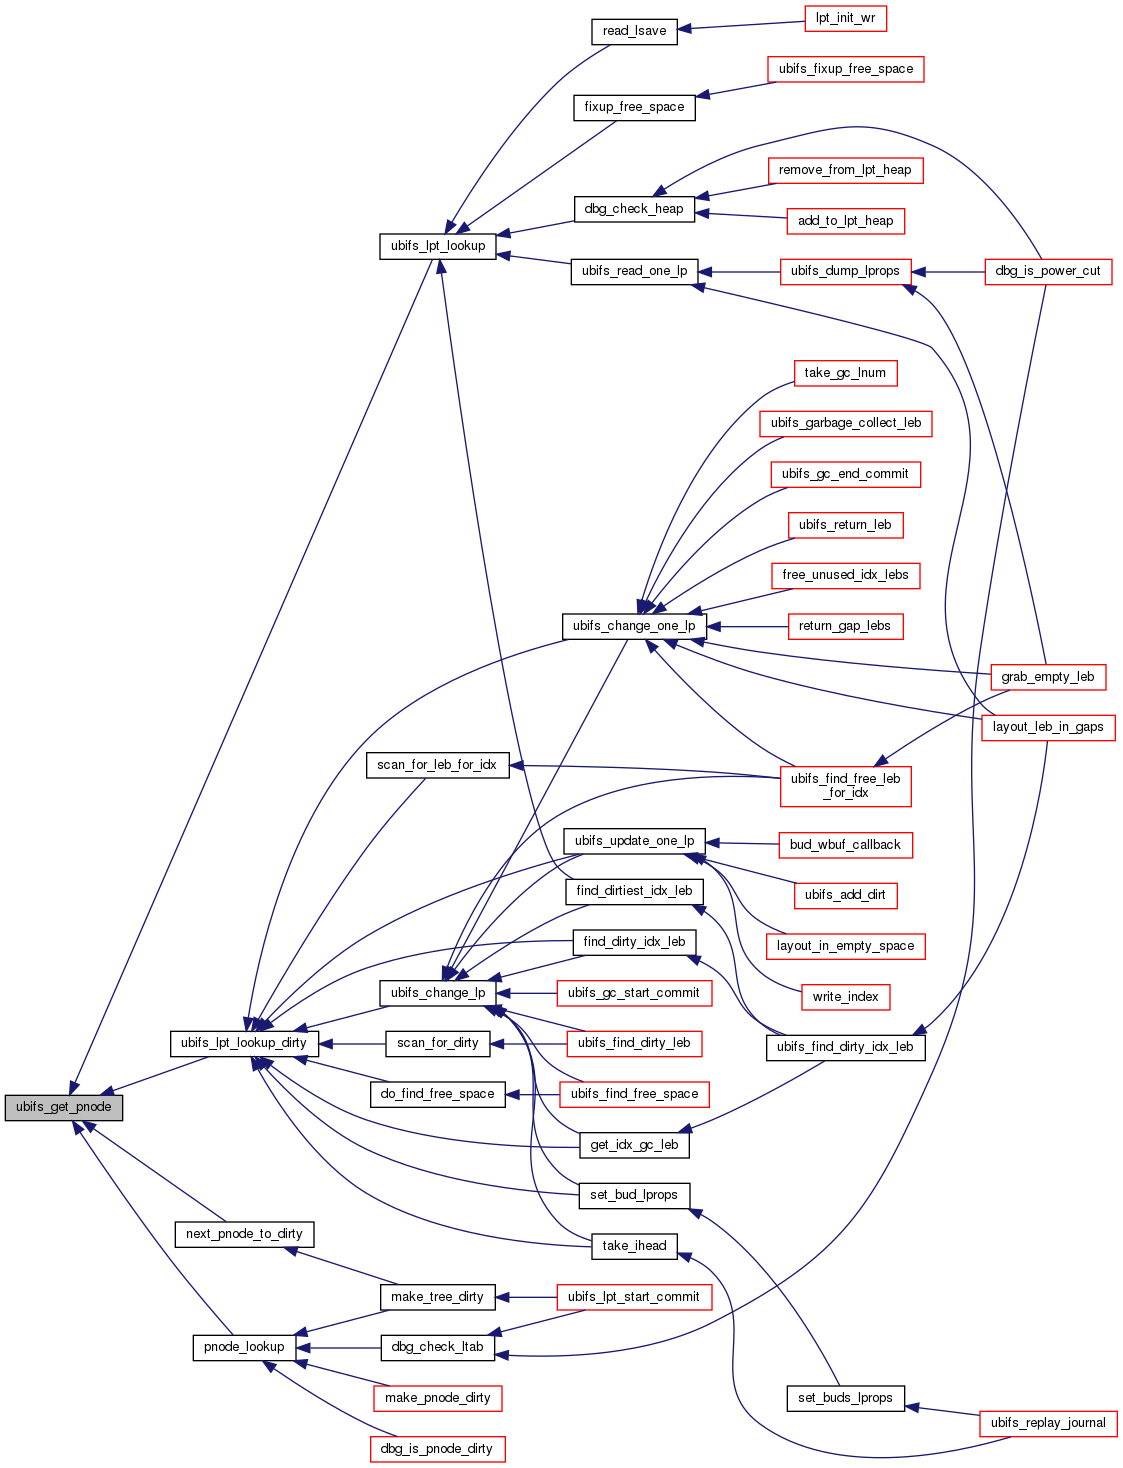 read_lsave
lpt_init_wr
ubifs_fixup_free_space
fixup_free_space
remove_from_lpt_heap
dbg_check_heap
add_to_lpt_heap
ubifs_lpt_lookup
ubifs_read_one_lp
ubifs_dump_lprops
dbg_is_power_cut
take_gc_lnum
ubifs_garbage_collect_leb
ubifs_gc_end_commit
ubifs_return_leb
free_unused_idx_lebs
ubifs_change_one_lp
return_gap_lebs
grab_empty_leb
layout_leb_in_gaps
scan_for_leb_for_idx
ubifs_find_free_leb
_for_idx
ubifs_update_one_lp
bud_wbuf_callback
find_dirtiest_idx_leb
ubifs_add_dirt
find_dirty_idx_leb
layout_in_empty_space
ubifs_change_lp
ubifs_gc_start_commit
write_index
ubifs_lpt_lookup_dirty
scan_for_dirty
ubifs_find_dirty_leb
ubifs_find_dirty_idx_leb
ubifs_get_pnode
do_find_free_space
ubifs_find_free_space
get_idx_gc_leb
set_bud_lprops
next_pnode_to_dirty
take_ihead
make_tree_dirty
ubifs_lpt_start_commit
pnode_lookup
dbg_check_ltab
make_pnode_dirty
set_buds_lprops
ubifs_replay_journal
dbg_is_pnode_dirty